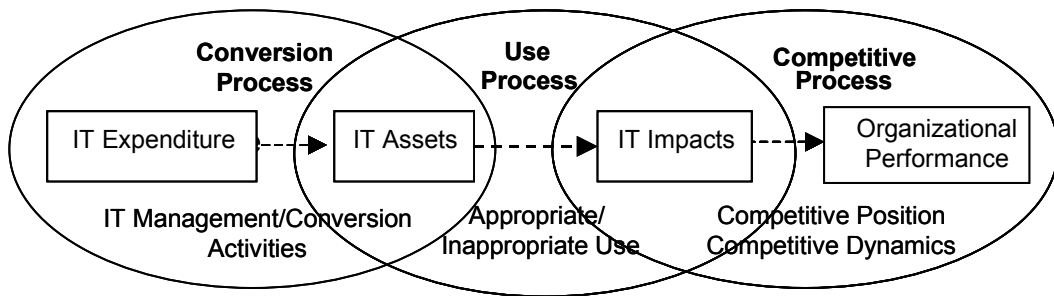 Conversion
Process
Use
Process
Competitive
Process
IT Expenditure
IT Assets
IT Impacts
Organizational
Performance
IT Management/Conversion
Activities
Appropriate/
Inappropriate Use
Competitive Position
Competitive Dynamics